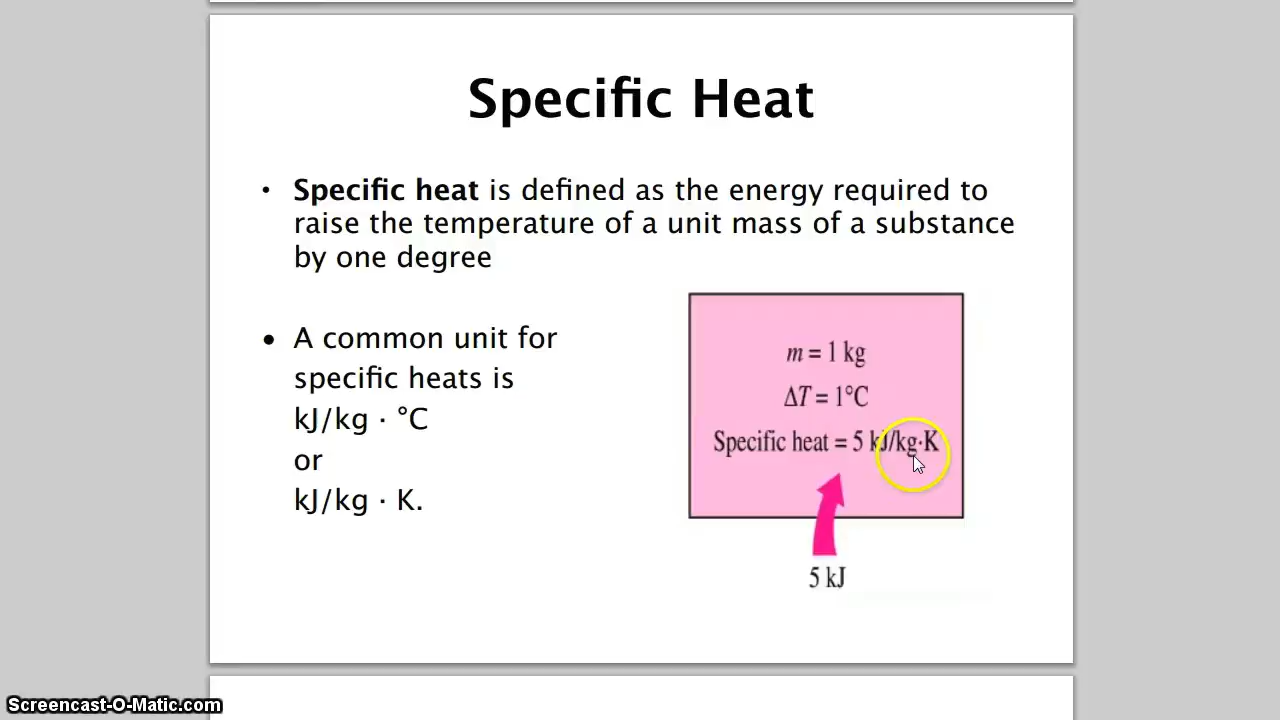 Specific Heat
• Specific heat is defined as the energy required to
raise the temperature of a unit mass of a substance
by one degree
• A common unit for
specific heats is
kJ/kg · °C
or
kJ/kg · K.
m = 1 kg
ΔT = 1°C
Specific heat = 5 kJ/kg·K
5 kJ
Screencast-O-Matic.com